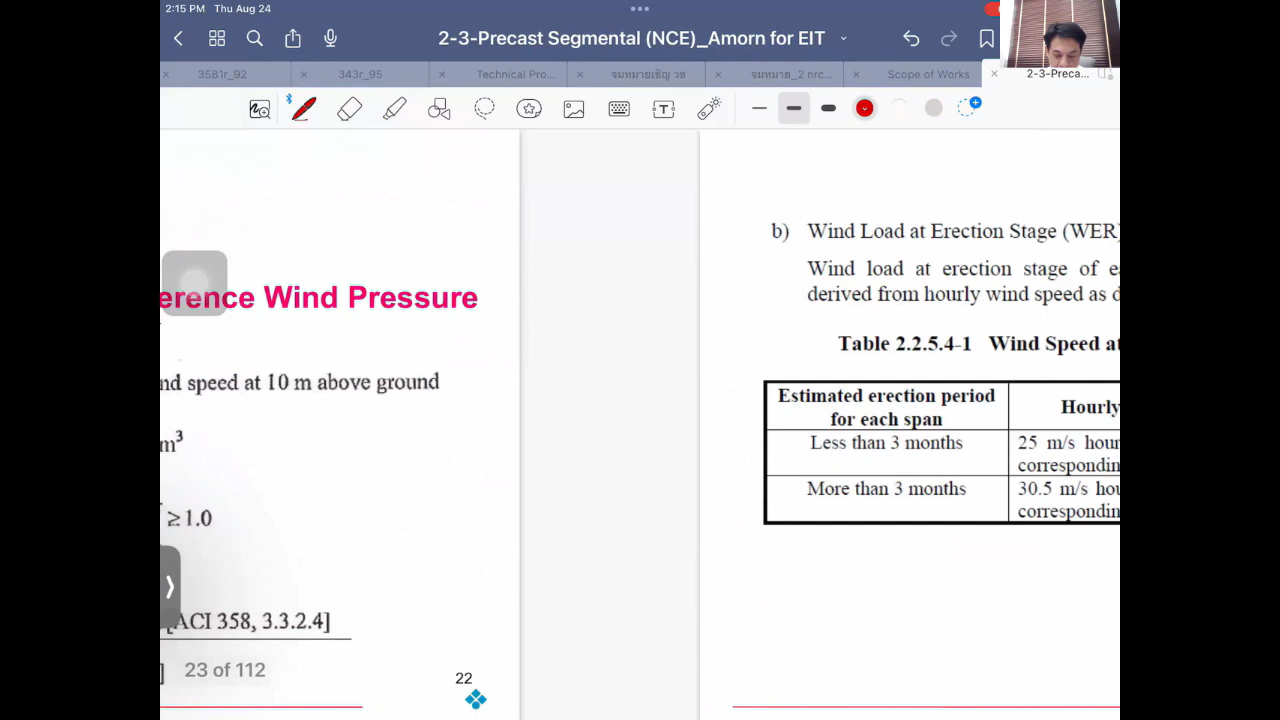 2:15 PM Thu Aug 24
2-3-Precast Segmental (NCE)_Amorn for EIT
3581r_92
343r_95
Technical Pro...
จมหมายเชิญ วช
จมหมาย_2 nrc...
Scope of Works
2-3-Preca...
erence Wind Pressure
nd speed at 10 m above ground
m³
≥ 1.0
[ACI 358, 3.3.2.4]
]
23 of 112
22
b) Wind Load at Erection Stage (WER)
Wind load at erection stage of ea
derived from hourly wind speed as d
Table 2.2.5.4-1 Wind Speed at
Estimated erection period
for each span
Hourly
Less than 3 months
25 m/s hour
correspondin
More than 3 months
30.5 m/s hou
correspondin